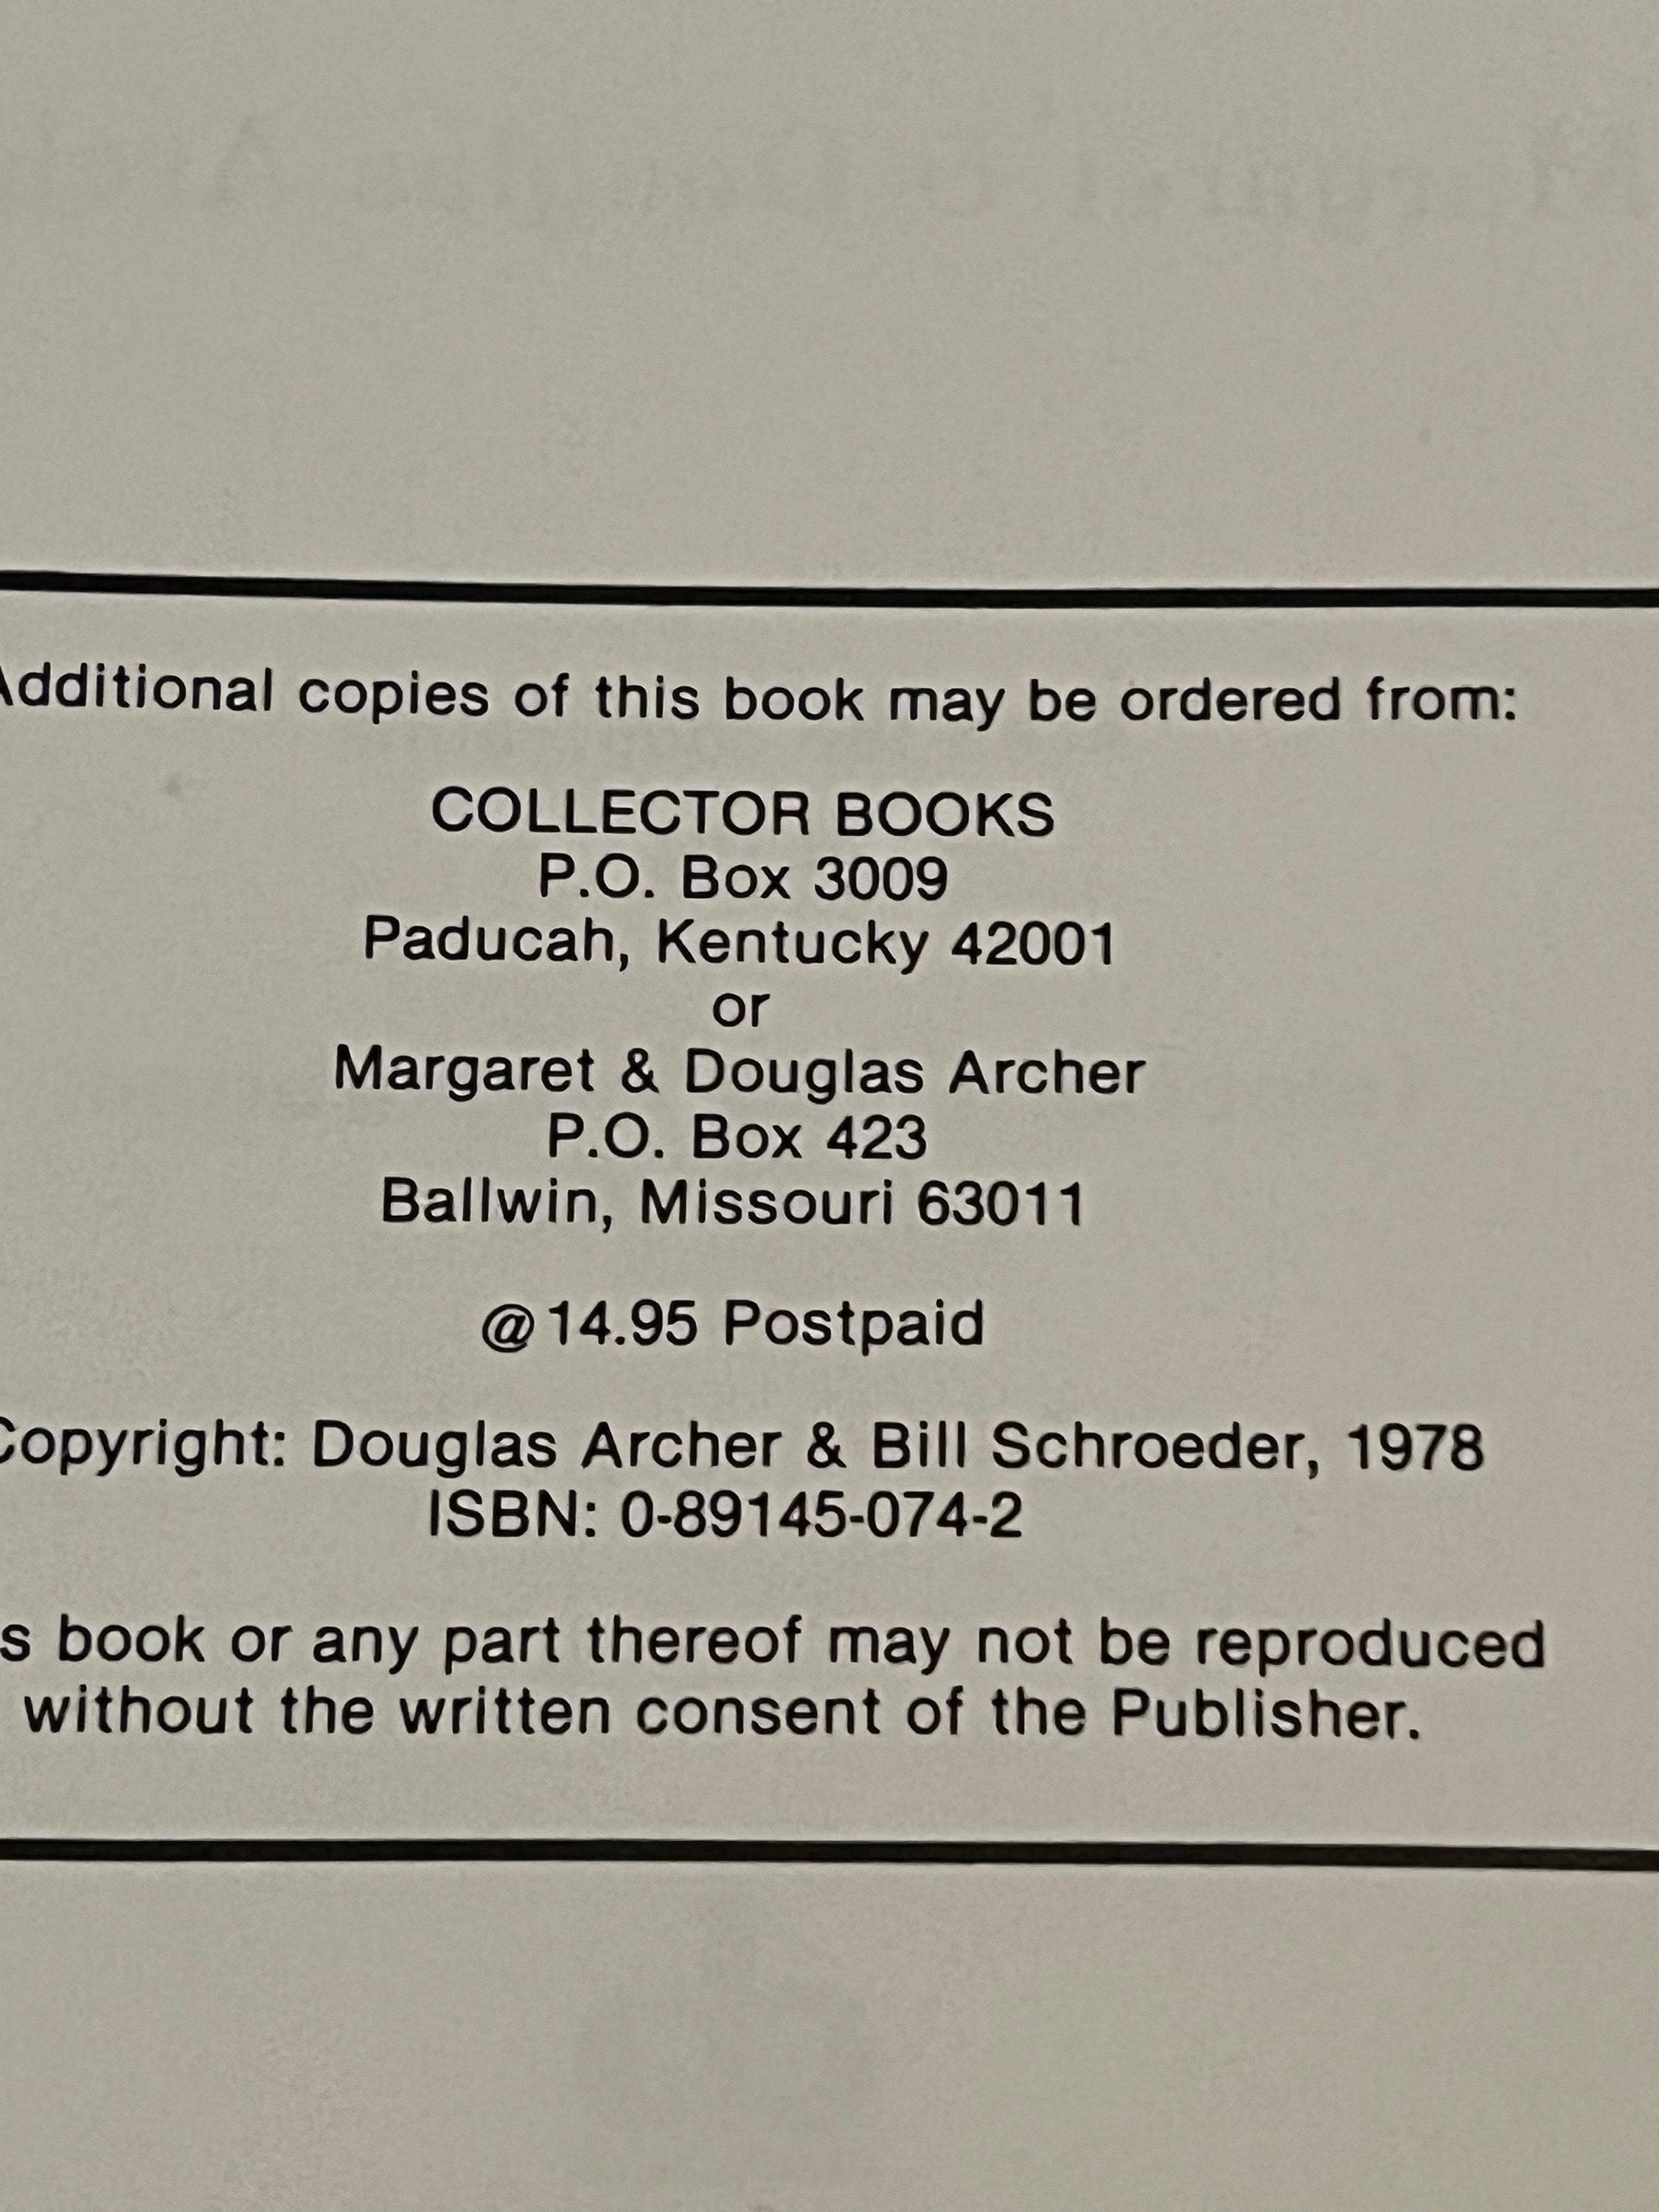 Additional copies of this book may be ordered from:
COLLECTOR BOOKS
P.O. Box 3009
Paducah, Kentucky 42001
or
Margaret & Douglas Archer
P.O. Box 423
Ballwin, Missouri 63011
@14.95 Postpaid
Copyright: Douglas Archer & Bill Schroeder, 1978
ISBN: 0-89145-074-2
s book or any part thereof may not be reproduced
without the written consent of the Publisher.